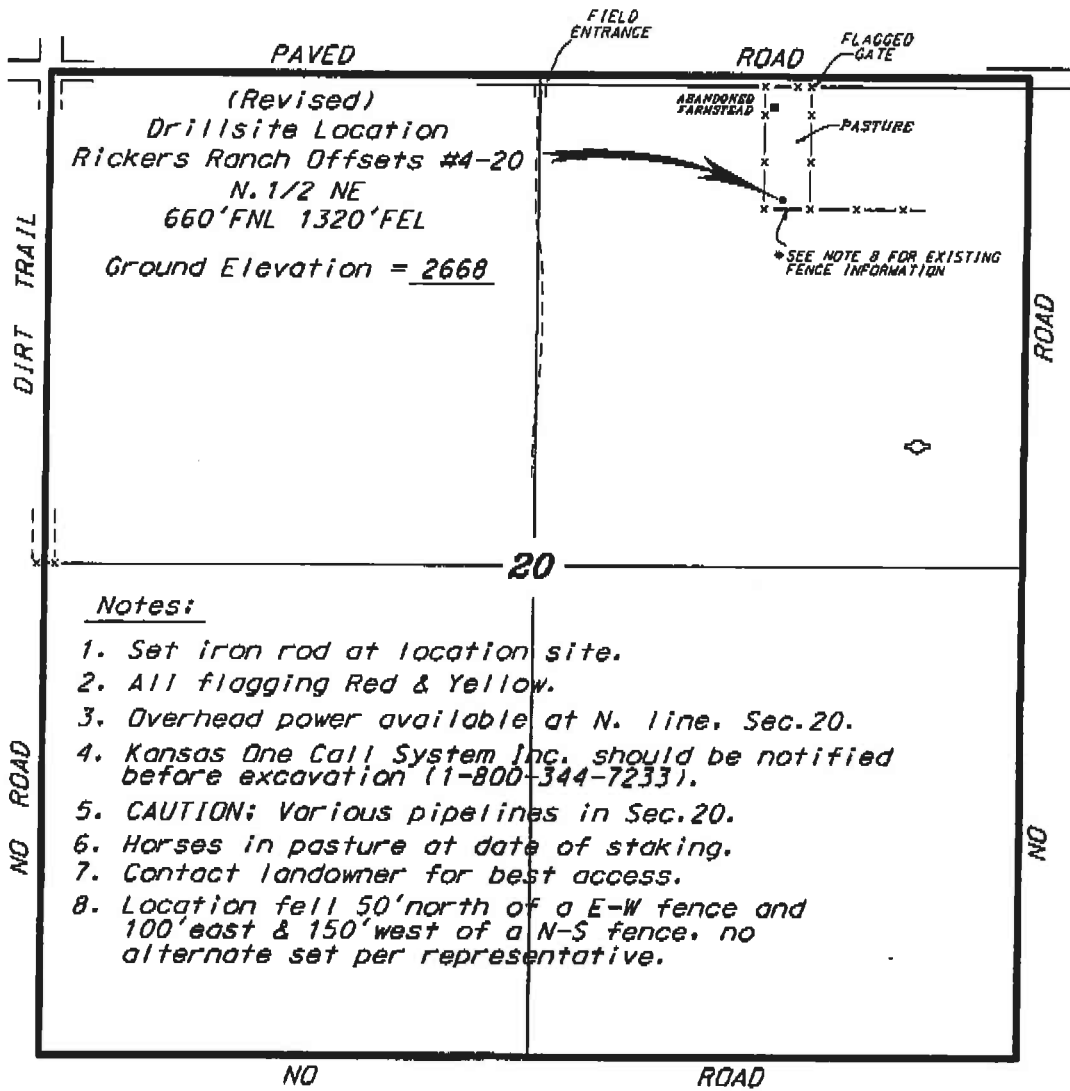 FIELD
ENTRANCE
PAVED
ROAD
FLAGGED
GATE
(Revised)
Drillsite Location
Rickers Ranch Offsets #4-20
N. 1/2 NE
660'FNL 1320'FEL
Ground Elevation = 2668
ABANDONED
FARMSTEAD
PASTURE
* SEE NOTE 8 FOR EXISTING
FENCE INFORMATION
DIRT TRAIL
ROAD
20
Notes:
1. Set iron rod at location site.
2. All flagging Red & Yellow.
3. Overhead power available at N. line, Sec.20.
4. Kansas One Call System Inc. should be notified
before excavation (1-800-344-7233).
5. CAUTION: Various pipelines in Sec.20.
6. Horses in pasture at date of staking.
7. Contact landowner for best access.
8. Location fell 50'north of a E-W fence and
100'east & 150'west of a N-S fence, no
alternate set per representative.
NO ROAD
NO
NO
ROAD